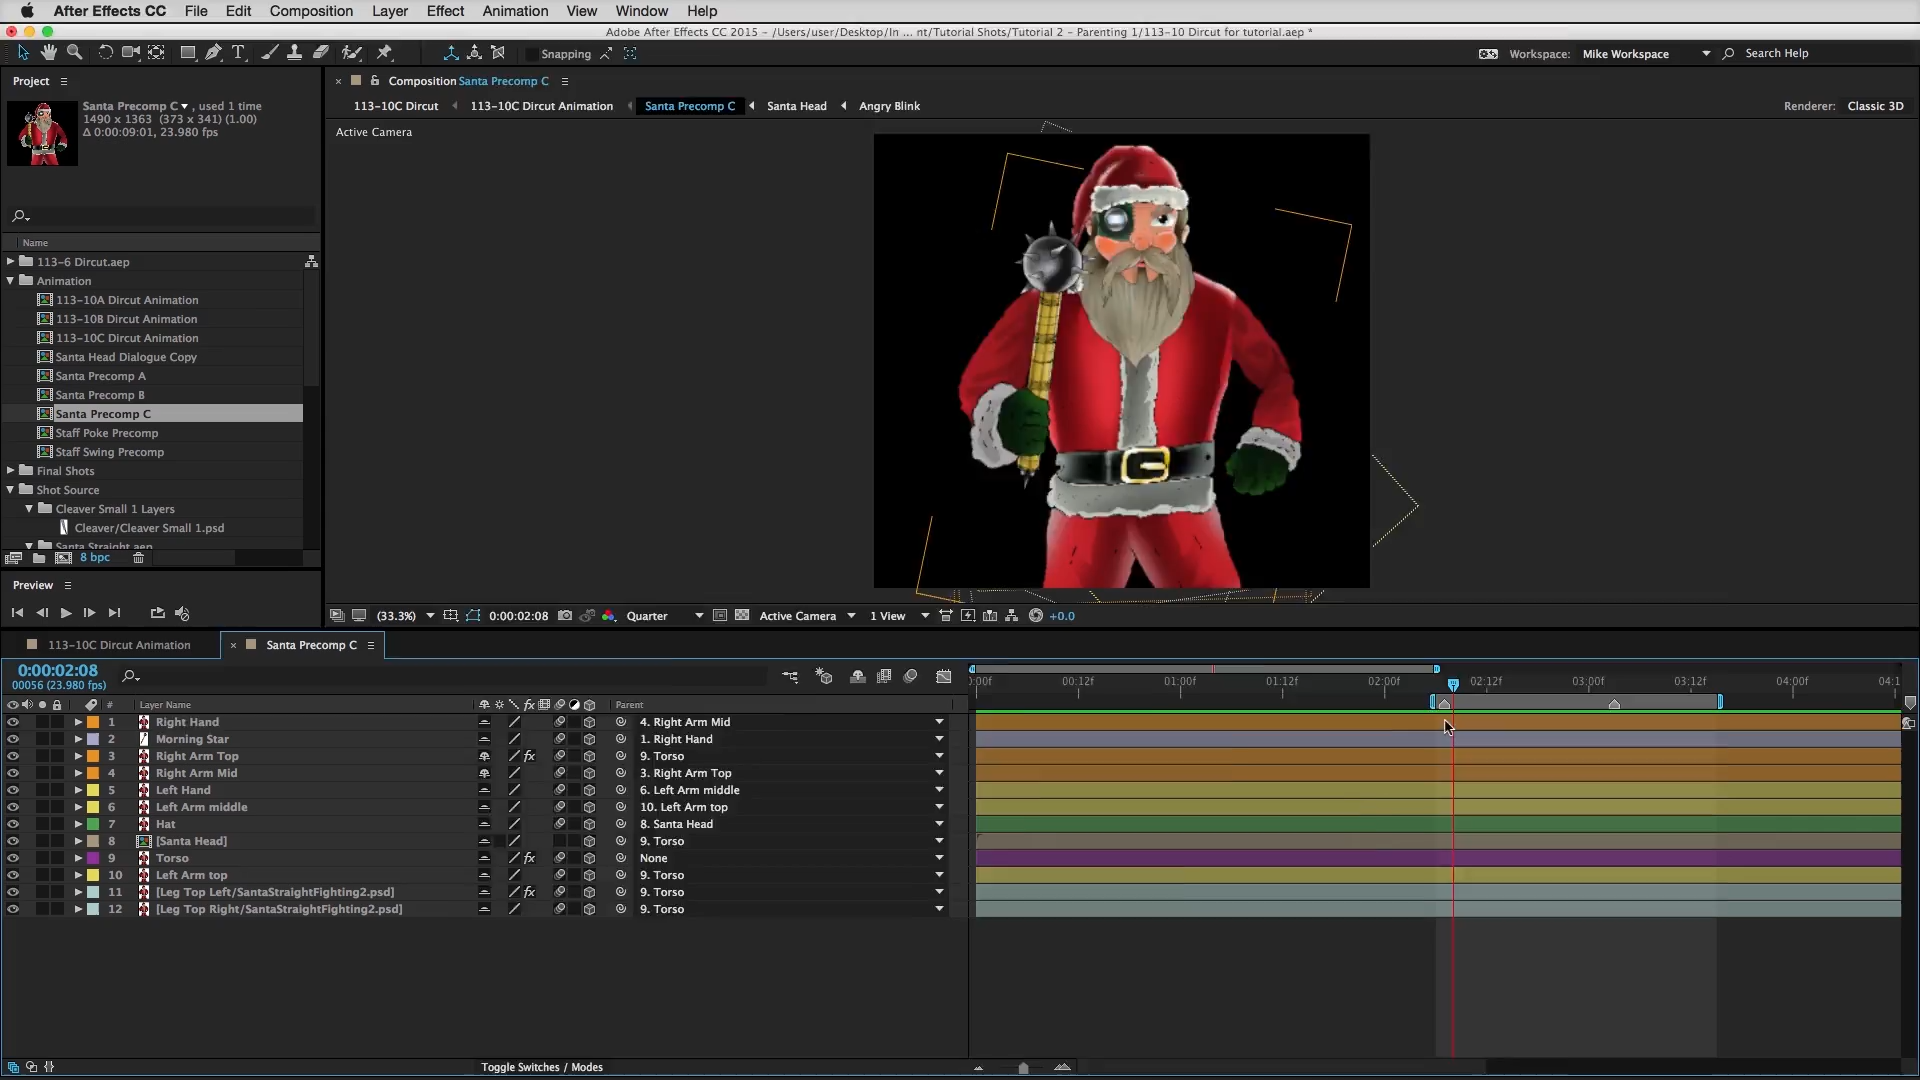 After Effects CC File Edit Composition Layer Effect Animation View Window Help
Adobe After Effects CC 2015 - /Users/user/Desktop/In ... nt/Tutorial Shots/Tutorial 2 - Parenting 1/113-10 Dircut for tutorial.aep *
Snapping Workspace: Mike Workspace Search Help
Project
Santa Precomp C , used 1 time
1490 x 1363 (373 x 341) (1.00)
Δ 0:00:09:01, 23.980 fps
Composition Santa Precomp C
113-10C Dircut 113-10C Dircut Animation Santa Precomp C Santa Head Angry Blink
Renderer: Classic 3D
Active Camera
Name
113-6 Dircut.aep
Animation
113-10A Dircut Animation
113-10B Dircut Animation
113-10C Dircut Animation
Santa Head Dialogue Copy
Santa Precomp A
Santa Precomp B
Santa Precomp C
Staff Poke Precomp
Staff Swing Precomp
Final Shots
Shot Source
Cleaver Small 1 Layers
Cleaver/Cleaver Small 1.psd
Santa Straight.aep
8 bpc
Preview
(33.3%) 0:00:02:08 Quarter Active Camera 1 View +0.0
113-10C Dircut Animation Santa Precomp C
0:00:02:08
00056 (23.980 fps)
:00f 00:12f 01:00f 01:12f 02:00f 02:12f 03:00f 03:12f 04:00f 04:1
# Layer Name fx Parent
1 Right Hand 4. Right Arm Mid
2 Morning Star 1. Right Hand
3 Right Arm Top fx 9. Torso
4 Right Arm Mid 3. Right Arm Top
5 Left Hand 6. Left Arm middle
6 Left Arm middle 10. Left Arm top
7 Hat 8. Santa Head
8 [Santa Head] 9. Torso
9 Torso fx None
10 Left Arm top 9. Torso
11 [Leg Top Left/SantaStraightFighting2.psd] fx 9. Torso
12 [Leg Top Right/SantaStraightFighting2.psd] 9. Torso
Toggle Switches / Modes